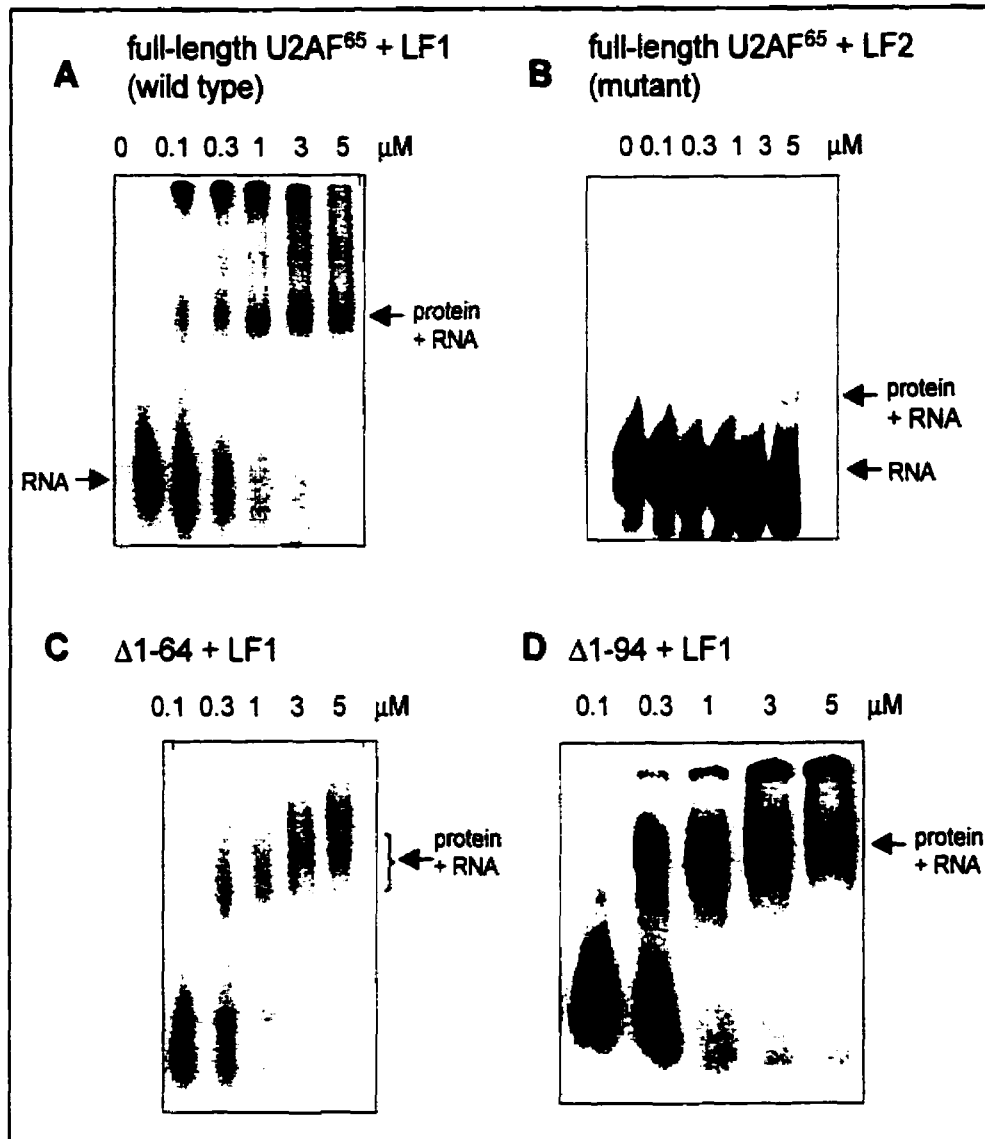 A
full-length U2AF⁶⁵ + LF1
(wild type)
0 0.1 0.3 1 3 5 μM
protein
+ RNA
RNA
B
full-length U2AF⁶⁵ + LF2
(mutant)
0 0.1 0.3 1 3 5 μM
protein
+ RNA
RNA
C Δ1-64 + LF1
0.1 0.3 1 3 5 μM
protein
+ RNA
D Δ1-94 + LF1
0.1 0.3 1 3 5 μM
protein
+ RNA